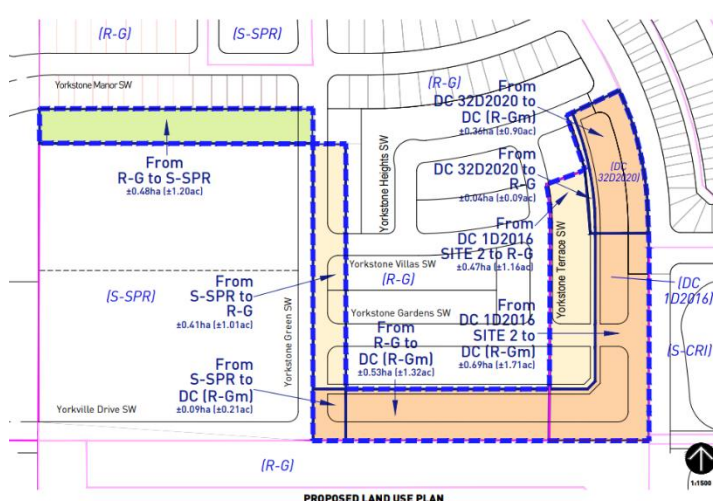 (R-G)
(S-SPR)
Yorkstone Manor SW
(R-G)
From
DC 32D2020 to
DC (R-Gm)
±0.36ha (±0.90ac)
From
R-G to S-SPR
±0.48ha (±1.20ac)
Yorkstone Heights SW
From
DC 32D2020 to
R-G
±0.04ha (±0.09ac)
(DC
32D2020)
From
DC 1D2016
SITE 2 to R-G
±0.47ha (±1.16ac)
Yorkstone Terrace SW
Yorkstone Villas SW
(R-G)
(S-SPR)
From
S-SPR to
R-G
±0.41ha (±1.01ac)
Yorkstone Green SW
Yorkstone Gardens SW
From
R-G to
DC (R-Gm)
±0.53ha (±1.32ac)
From
DC 1D2016
SITE 2 to
DC (R-Gm)
±0.69ha (±1.71ac)
(DC
1D2016)
(S-CRI)
From
S-SPR to
DC (R-Gm)
±0.09ha (±0.21ac)
Yorkville Drive SW
(R-G)
1:1500
PROPOSED LAND USE PLAN